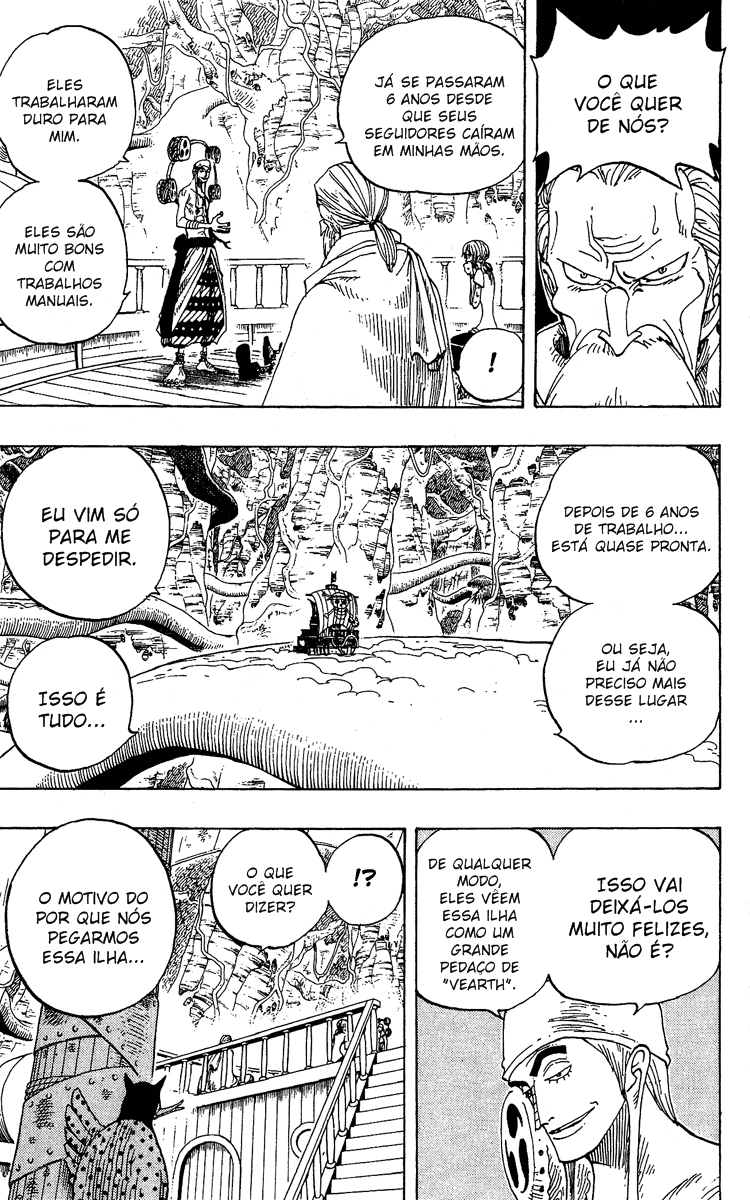 O QUE
VOCÊ QUER
DE NÓS?
JÁ SE PASSARAM
6 ANOS DESDE
QUE SEUS
SEGUIDORES CAÍRAM
EM MINHAS MÃOS.
!
ELES
TRABALHARAM
DURO PARA
MIM.
ELES SÃO
MUITO BONS
COM
TRABALHOS
MANUAIS.
DEPOIS DE 6 ANOS
DE TRABALHO...
ESTÁ QUASE PRONTA.
OU SEJA,
EU JÁ NÃO
PRECISO MAIS
DESSE LUGAR
...
EU VIM SÓ
PARA ME
DESPEDIR.
ISSO É
TUDO...
ISSO VAI
DEIXÁ-LOS
MUITO FELIZES,
NÃO É?
DE QUALQUER
MODO,
ELES VÊEM
ESSA ILHA
COMO UM
GRANDE
PEDAÇO DE
"VEARTH".
!?
O QUE
VOCÊ QUER
DIZER?
O MOTIVO DO
POR QUE NÓS
PEGARMOS
ESSA ILHA...